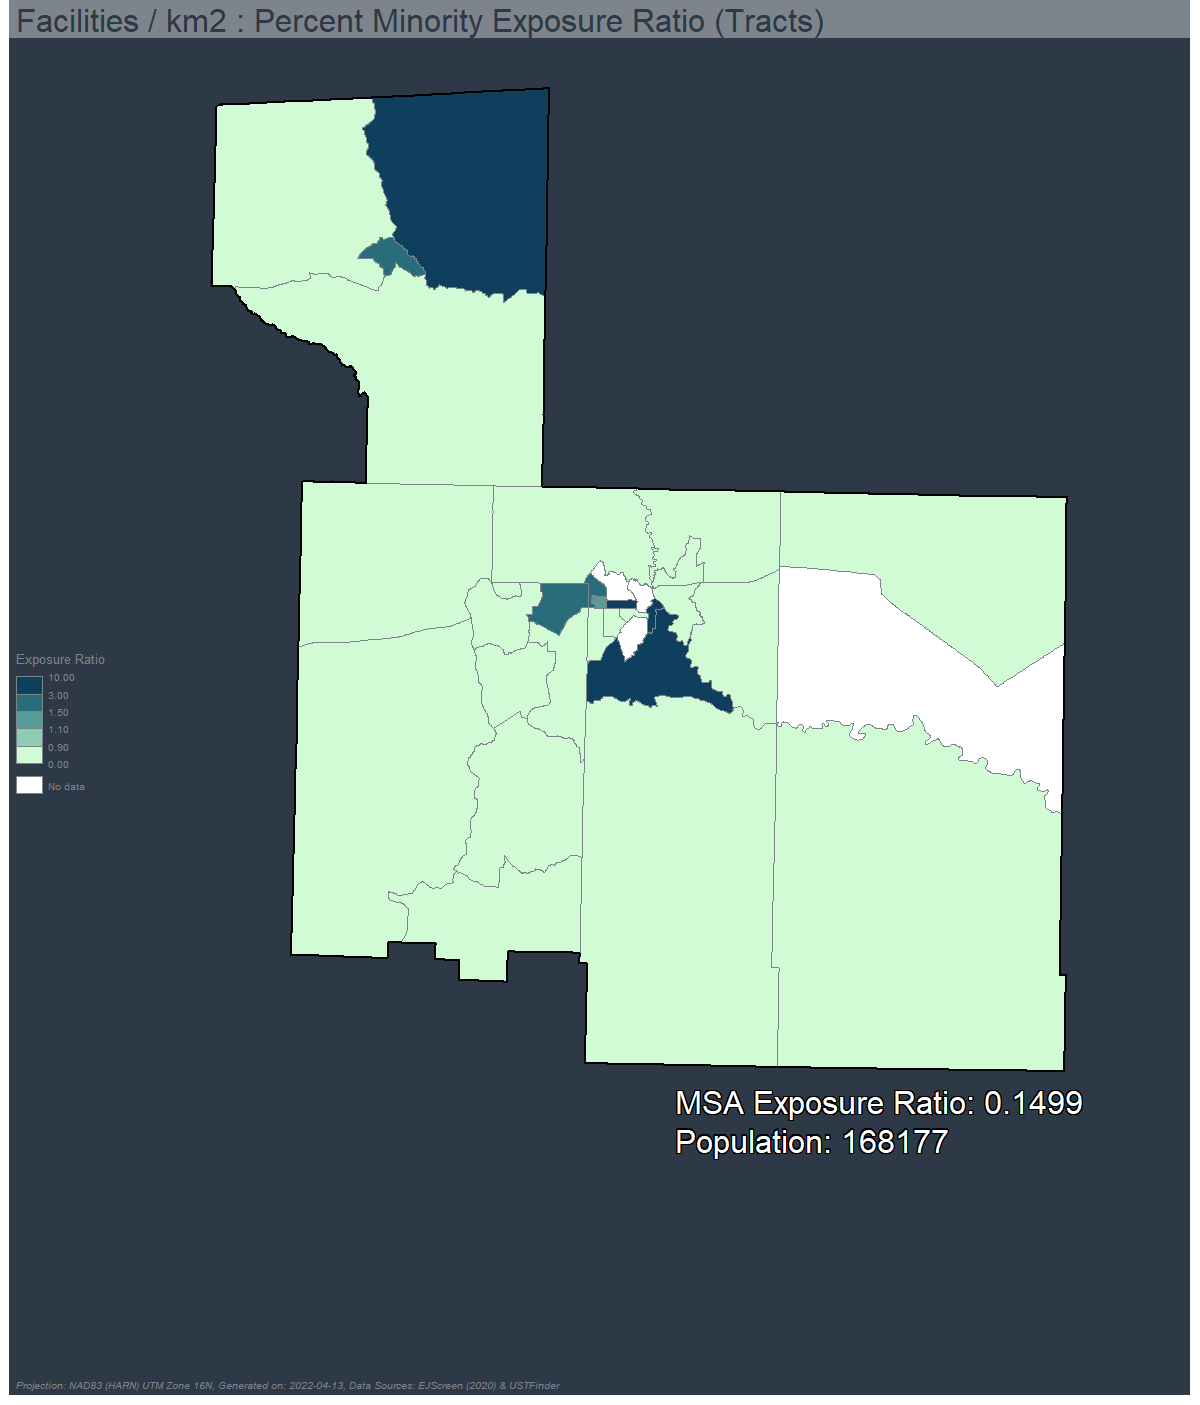 Facilities / km2 : Percent Minority Exposure Ratio (Tracts)
Exposure Ratio
10.00
3.00
1.50
1.10
0.90
0.00
No data
MSA Exposure Ratio: 0.1499
Population: 168177
Projection: NAD83 (HARN) UTM Zone 16N, Generated on: 2022-04-13, Data Sources: EJScreen (2020) & USTFinder